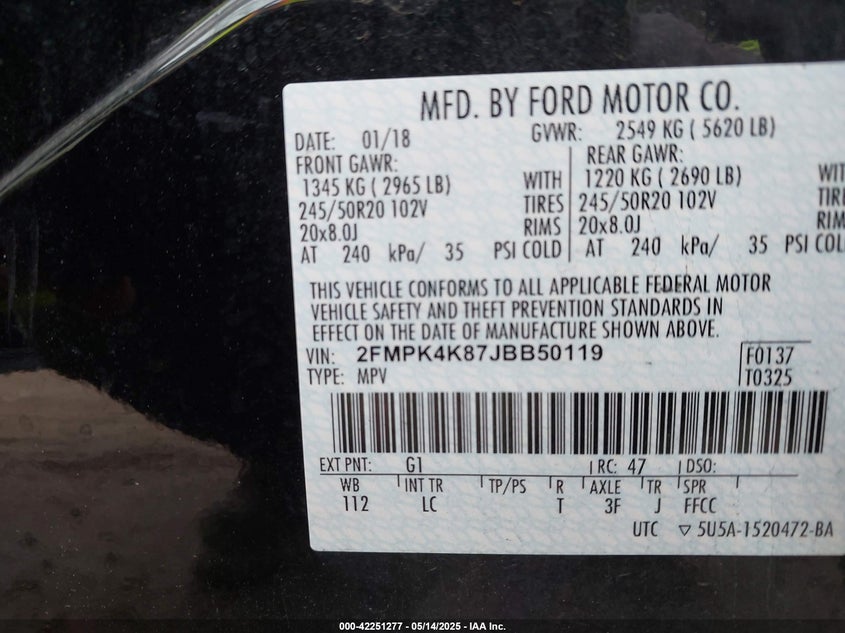 MFD. BY FORD MOTOR CO.
DATE: 01/18 GVWR: 2549 KG ( 5620 LB)
FRONT GAWR: REAR GAWR:
1345 KG ( 2965 LB) WITH 1220 KG ( 2690 LB) WIT
245/50R20 102V TIRES 245/50R20 102V TIRE
20x8.0J RIMS 20x8.0J RIM
AT 240 kPa/ 35 PSI COLD AT 240 kPa/ 35 PSI COL
THIS VEHICLE CONFORMS TO ALL APPLICABLE FEDERAL MOTOR
VEHICLE SAFETY AND THEFT PREVENTION STANDARDS IN
EFFECT ON THE DATE OF MANUFACTURE SHOWN ABOVE.
VIN: 2FMPK4K87JBB50119 F0137
TYPE: MPV T0325
EXT PNT: G1 RC: 47 DSO:
WB INT TR TP/PS R AXLE TR SPR
112 LC T 3F J FFCC
UTC ▽ 5U5A-1520472-BA
000-42251277 - 05/14/2025 - IAA Inc.